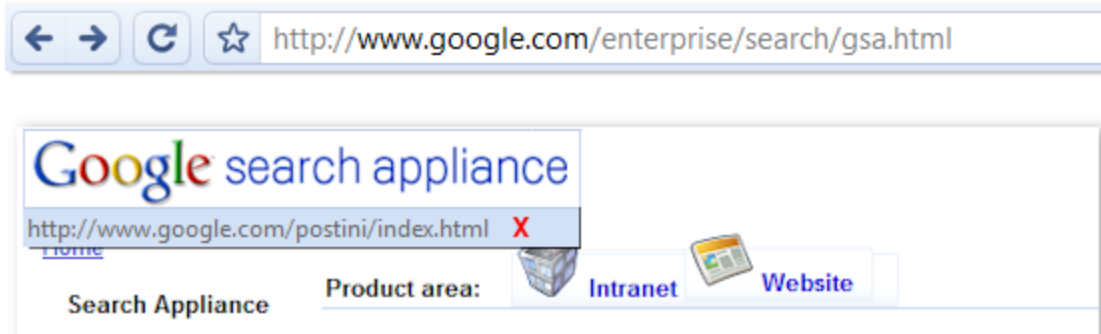 http://www.google.com/enterprise/search/gsa.html
Google search appliance
http://www.google.com/postini/index.html X
Home
Product area: Intranet Website
Search Appliance